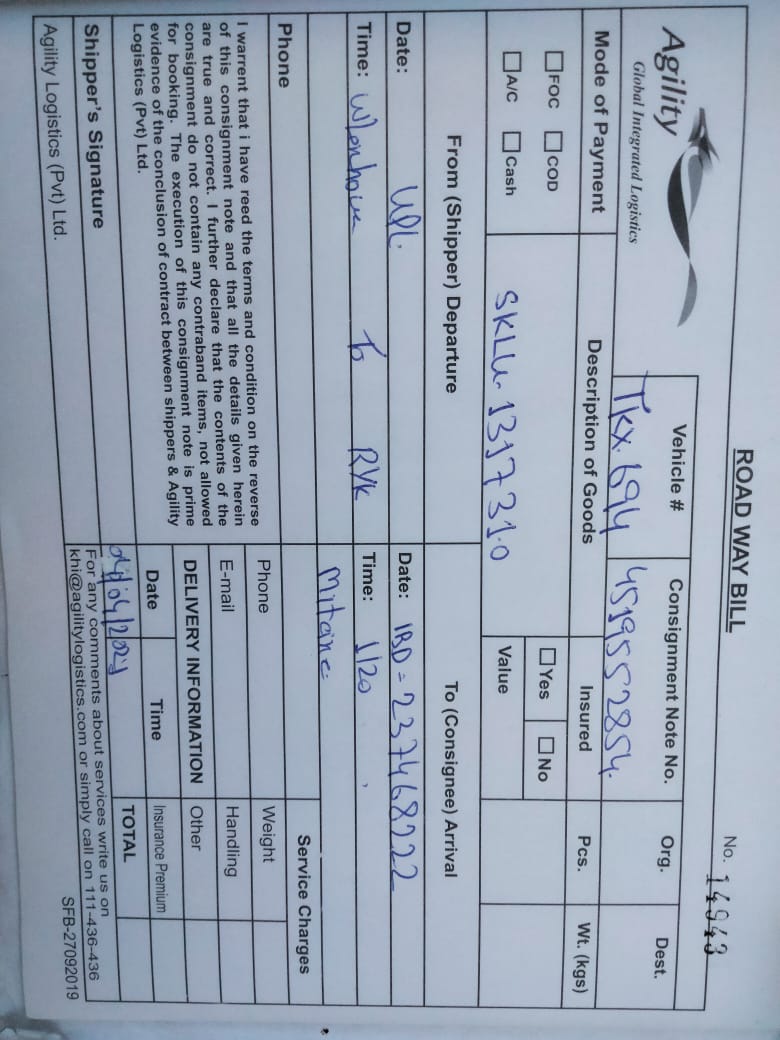 ROAD WAY BILL
No. 14943
Agility
Global Integrated Logistics
Vehicle # Consignment Note No. Org. Dest.
TKX 694 4519552854
Mode of Payment Description of Goods Insured Pcs. Wt. (kgs)
FOC COD Yes No
A/C Cash SKLU-1317310 Value
From (Shipper) Departure To (Consignee) Arrival
Date: UPL Date: IBD = 237468222
Time: To RYK Time: 1/20
Phone Service Charges
I warrent that i have reed the terms and condition on the reverse
of this consignment note and that all the details given herein
are true and correct. I further declare that the contents of the
consignment do not contain any contraband items, not allowed
for booking. The execution of this consignment note is prime
evidence of the conclusion of contract between shippers & Agility
Logistics (Pvt) Ltd.
Phone Weight
E-mail Handling
DELIVERY INFORMATION Other
Date Time Insurance Premium
04/04/2021 TOTAL
Shipper's Signature
For any comments about services write us on
khi@agilitylogistics.com or simply call on 111-436-436
Agility Logistics (Pvt) Ltd.
SFB-27092019